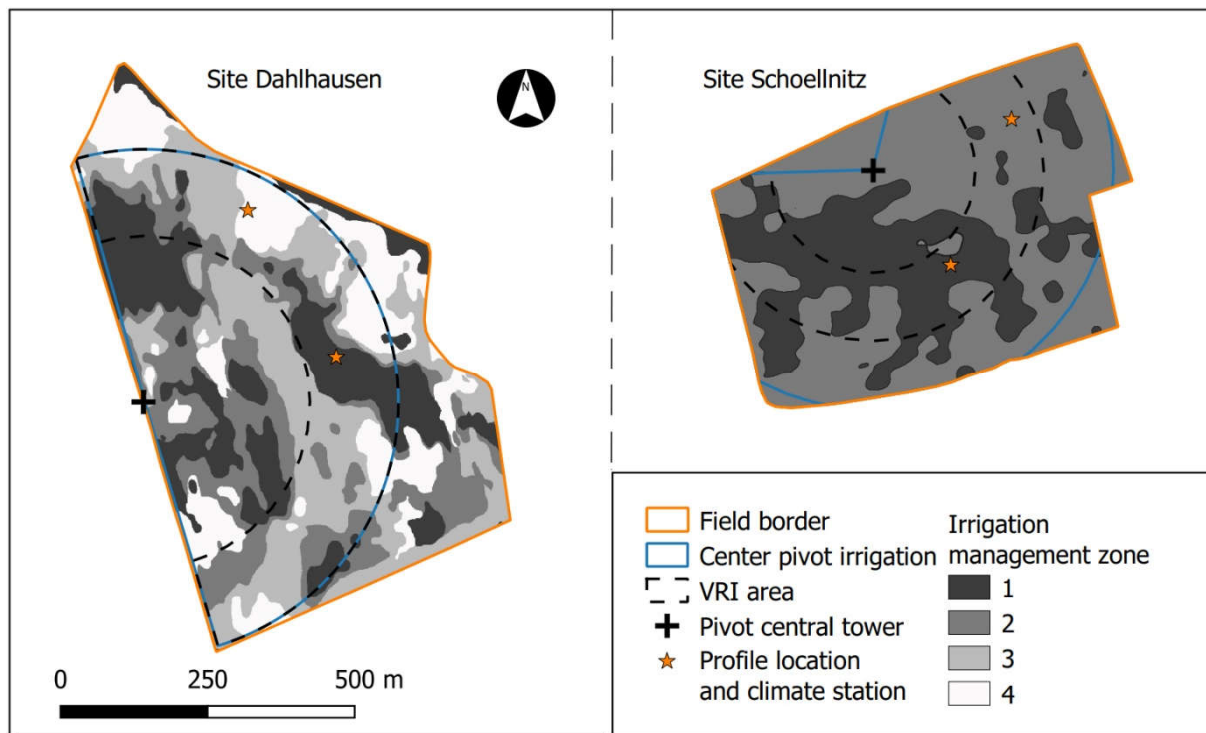 Site Dahlhausen
N
Site Schoellnitz
0 250 500 m
Field border
Center pivot irrigation
VRI area
Pivot central tower
Profile location
and climate station
Irrigation
management zone
1
2
3
4